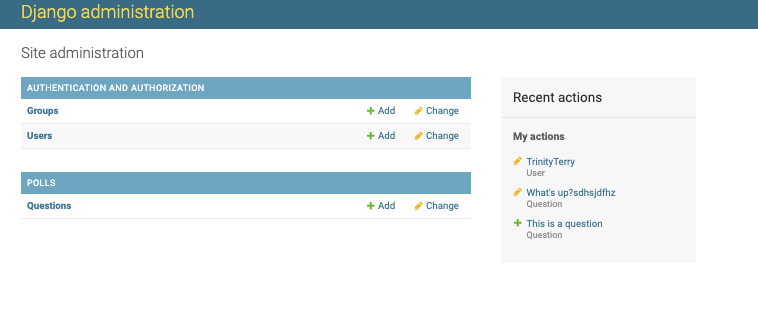 Django administration
Site administration
AUTHENTICATION AND AUTHORIZATION
Groups Add Change
Users Add Change
POLLS
Questions Add Change
Recent actions
My actions
TrinityTerry
User
What's up?sdhsjdfhz
Question
This is a question
Question